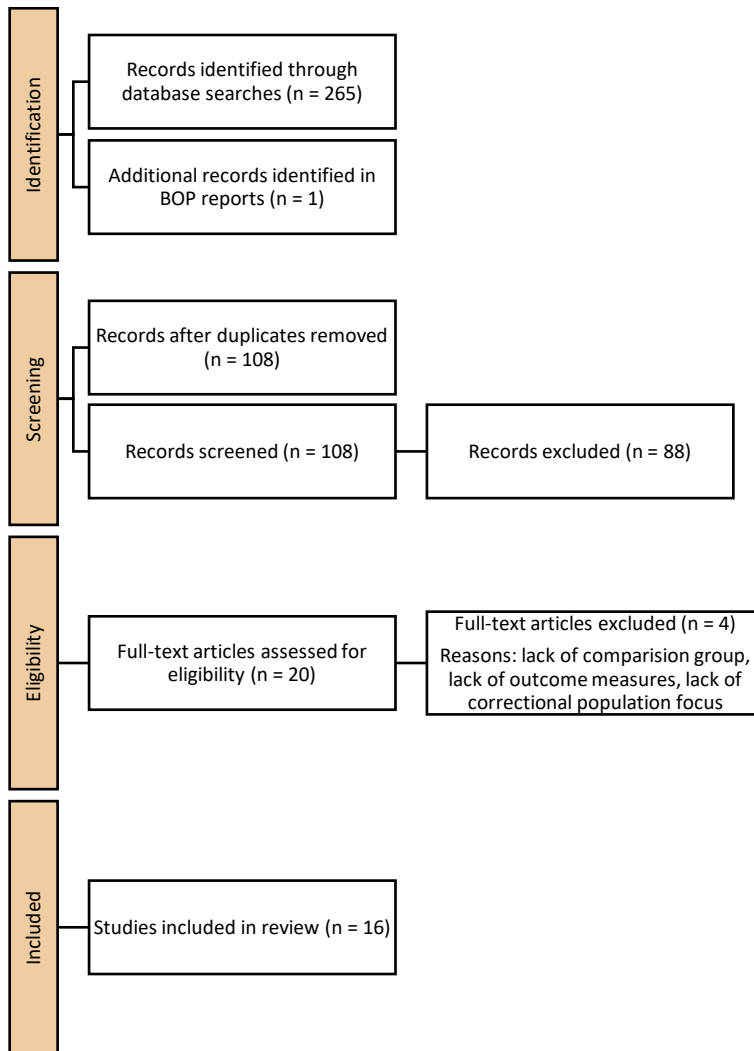 Identification
Records identified through
database searches (n = 265)
Additional records identified in
BOP reports (n = 1)
Screening
Records after duplicates removed
(n = 108)
Records screened (n = 108)
Records excluded (n = 88)
Eligibility
Full-text articles assessed for
eligibility (n = 20)
Full-text articles excluded (n = 4)
Reasons: lack of comparision group,
lack of outcome measures, lack of
correctional population focus
Included
Studies included in review (n = 16)